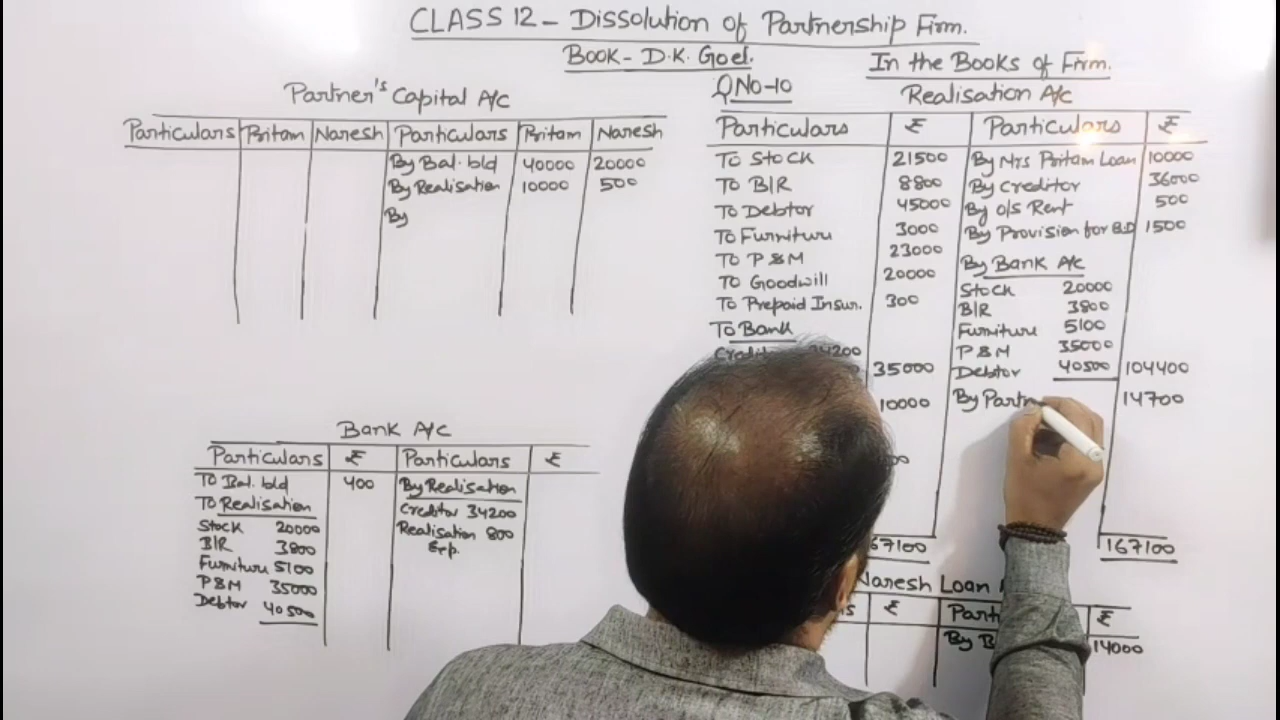 CLASS 12 - Dissolution of Partnership Firm.
Book - D.K. Goel.
In the Books of Firm.
Partner's Capital A/c
Particulars Pritam Naresh Particulars Pritam Naresh
By Bal. b/d 40000 20000
By Realisation 10000 500
By
Bank A/c
Particulars ₹ Particulars ₹
To Bal. b/d 400 By Realisation
To Realisation Creditor 34200
Stock 20000 Realisation 800
B/R 3800 Exp.
Furniture 5100
P&M 35000
Debtor 40500
QNo-10
Realisation A/c
Particulars ₹ Particulars ₹
To Stock 21500 By Mrs Pritam Loan 10000
To B/R 8800 By Creditor 36000
To Debtor 45000 By o/s Rent 500
To Furniture 3000 By Provision for B.D 1500
To P&M 23000 By Bank A/c
To Goodwill 20000 Stock 20000
To Prepaid Insur. 300 B/R 3800
To Bank Furniture 5100
P&M 35000
35000 Debtor 40500 104400
10000 By Partn 14700
67100 167100
Naresh Loan
₹ ₹
By B 14000